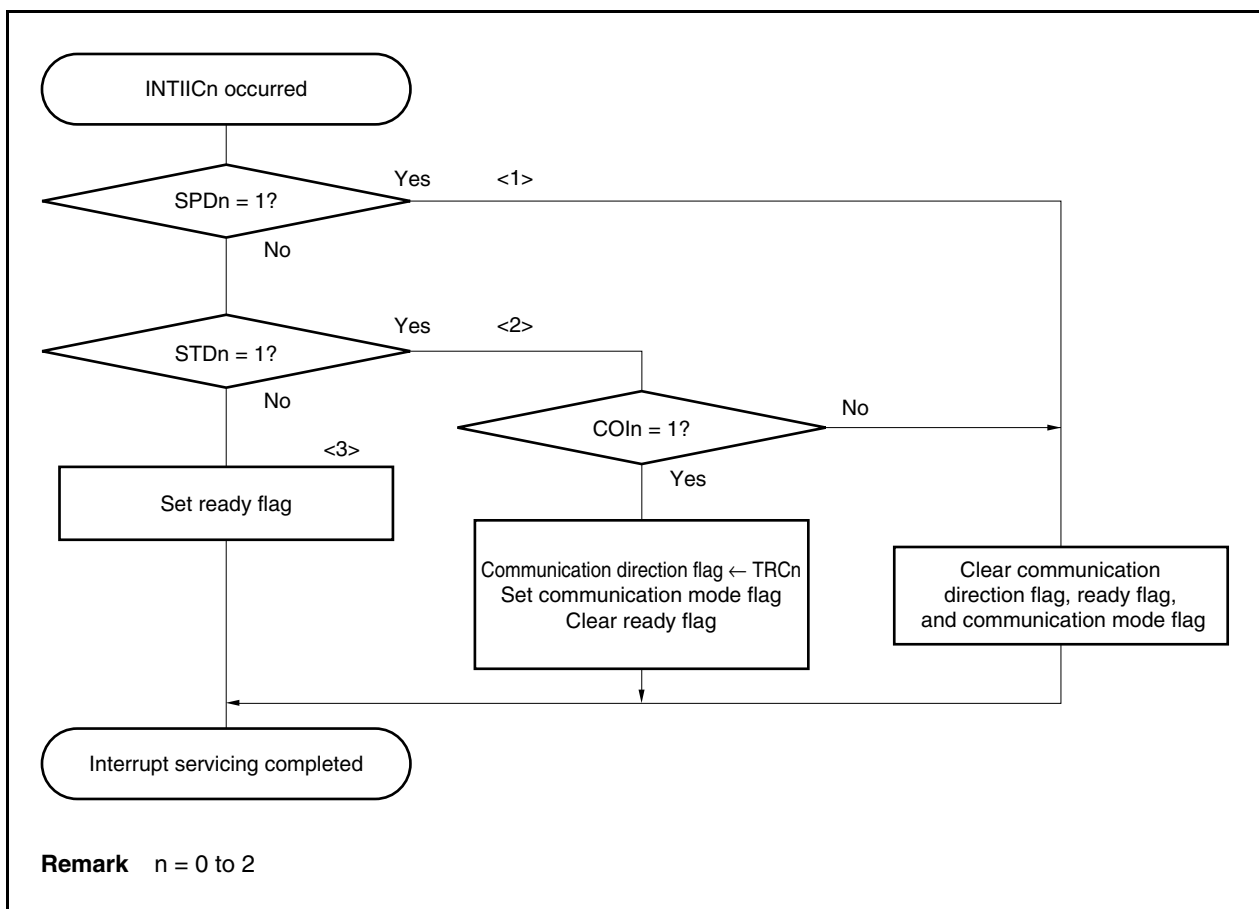 INTIICn occurred
Yes
<1>
SPDn = 1?
No
Yes
<2>
STDn = 1?
No
No
COIn = 1?
<3>
Yes
Set ready flag
Communication direction flag ← TRCn
Set communication mode flag
Clear ready flag
Clear communication
direction flag, ready flag,
and communication mode flag
Interrupt servicing completed
Remark n = 0 to 2